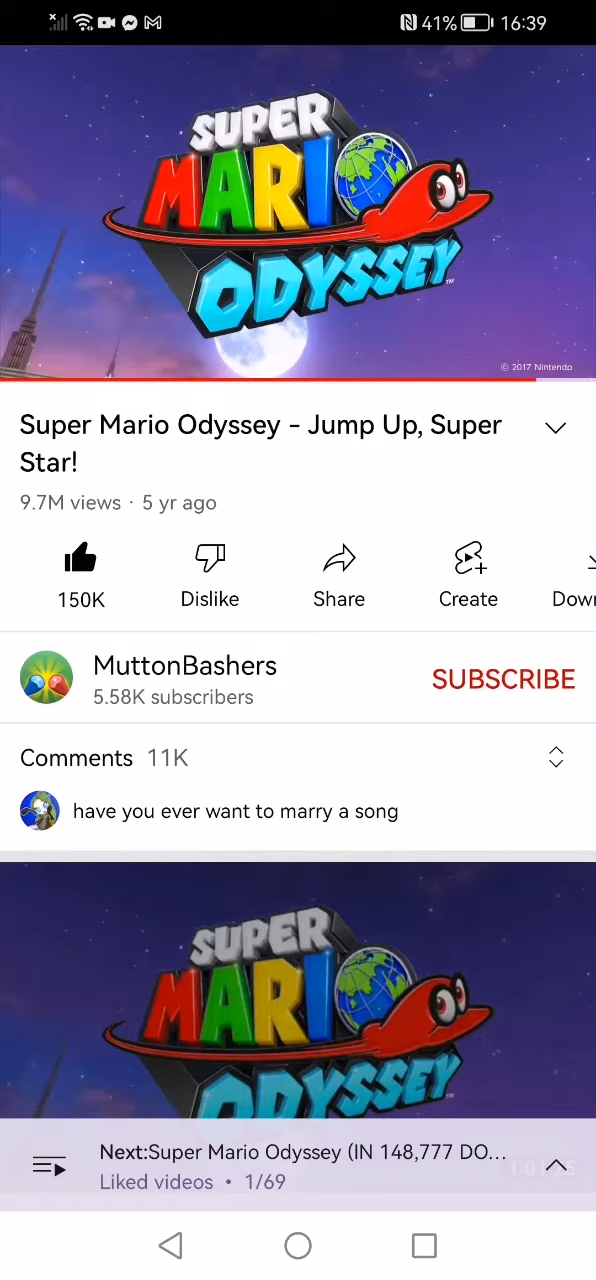 41% 16:39
SUPER
MARIO
ODYSSEY™
© 2017 Nintendo
Super Mario Odyssey - Jump Up, Super
Star!
9.7M views · 5 yr ago
150K Dislike Share Create Down
MuttonBashers
5.58K subscribers
SUBSCRIBE
Comments 11K
have you ever want to marry a song
SUPER
MARIO
ODYSSEY
Next:Super Mario Odyssey (IN 148,777 DO...
Liked videos • 1/69